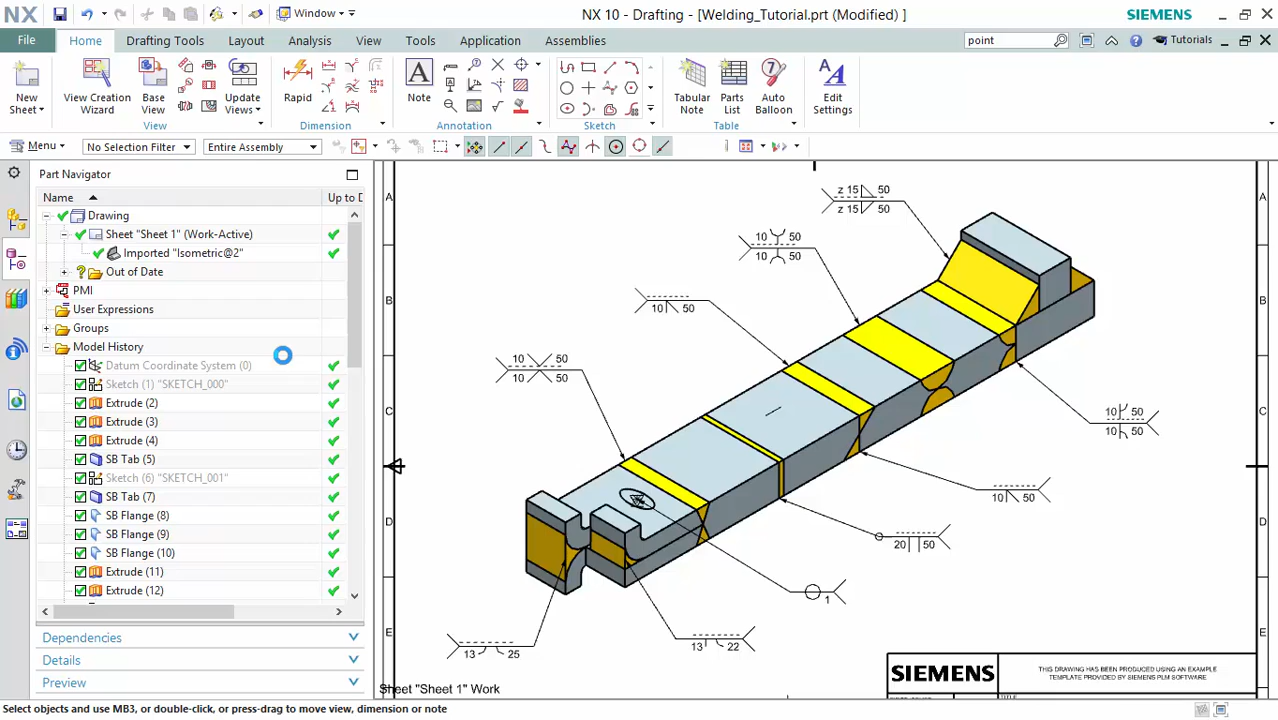 NX
Window
NX 10 - Drafting - [Welding_Tutorial.prt (Modified) ]
SIEMENS
File
Home
Drafting Tools
Layout
Analysis
View
Tools
Application
Assemblies
point
Tutorials
New Sheet
View Creation Wizard
Base View
Update Views
View
Rapid
Dimension
Note
Annotation
Sketch
Tabular Note
Parts List
Auto Balloon
Table
Edit Settings
Menu
No Selection Filter
Entire Assembly
Part Navigator
Name
Up to D
Drawing
Sheet "Sheet 1" (Work-Active)
Imported "Isometric@2"
Out of Date
PMI
User Expressions
Groups
Model History
Datum Coordinate System (0)
Sketch (1) "SKETCH_000"
Extrude (2)
Extrude (3)
Extrude (4)
SB Tab (5)
Sketch (6) "SKETCH_001"
SB Tab (7)
SB Flange (8)
SB Flange (9)
SB Flange (10)
Extrude (11)
Extrude (12)
Dependencies
Details
Preview
A
B
C
D
E
z 15 50
z 15 50
10 50
10 50
10 50
10 50
10 50
10 50
10 50
10 50
20 50
1
13 25
13 22
A
B
C
D
E
SIEMENS
THIS DRAWING HAS BEEN PRODUCED USING AN EXAMPLE
TEMPLATE PROVIDED BY SIEMENS PLM SOFTWARE
Sheet "Sheet 1" Work
Select objects and use MB3, or double-click, or press-drag to move view, dimension or note